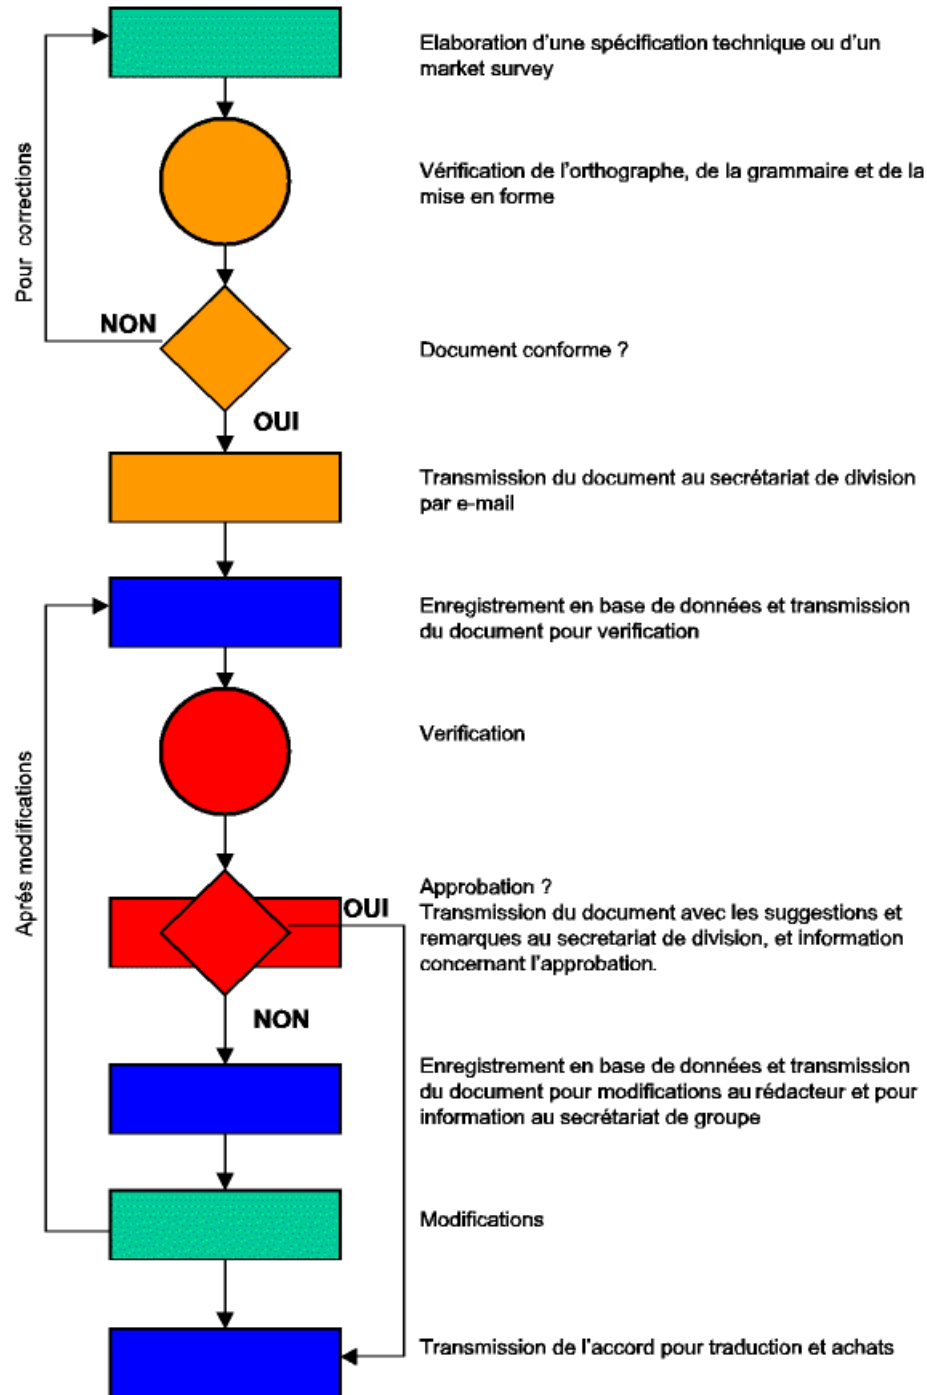 Elaboration d'une spécification technique ou d'un
market survey
Vérification de l'orthographe, de la grammaire et de la
mise en forme
Pour corrections
NON
Document conforme ?
OUI
Transmission du document au secrétariat de division
par e-mail
Enregistrement en base de données et transmission
du document pour verification
Verification
Aprés modifications
Approbation ?
OUI
Transmission du document avec les suggestions et
remarques au secretariat de division, et information
concernant l'approbation.
NON
Enregistrement en base de données et transmission
du document pour modifications au rédacteur et pour
information au secrétariat de groupe
Modifications
Transmission de l'accord pour traduction et achats